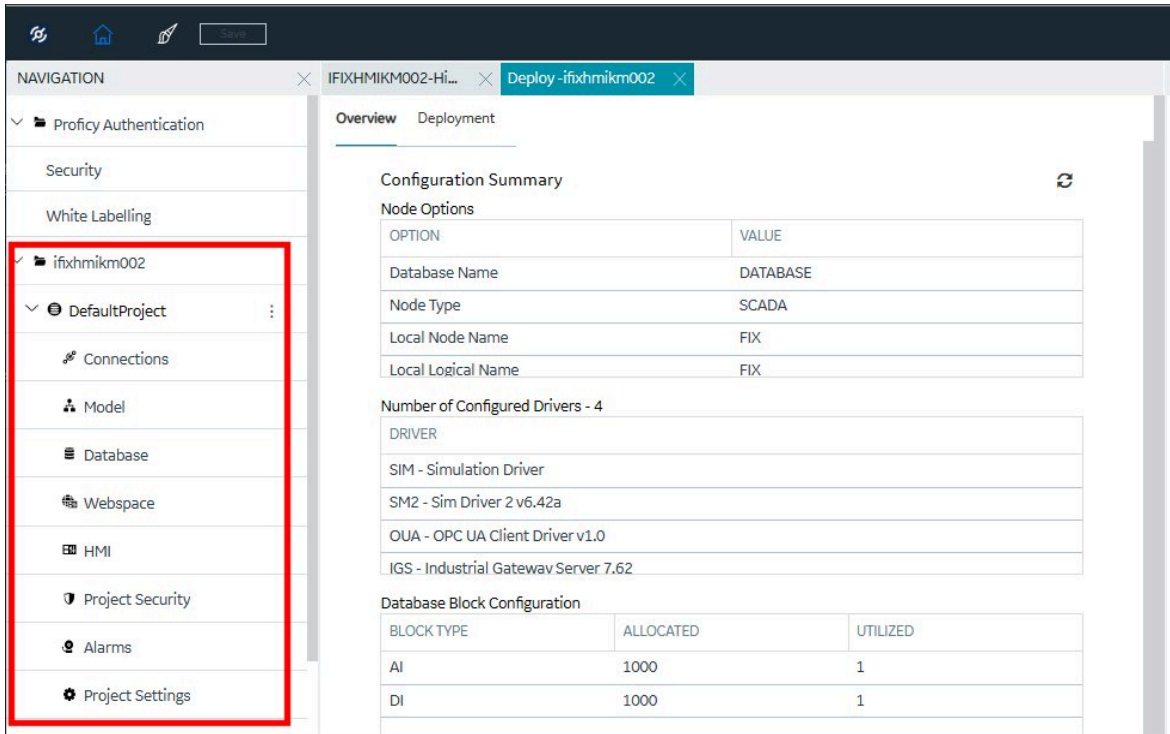 Save
NAVIGATION
IFIXHMIKM002-Hi...
Deploy -ifixhmikm002
Proficy Authentication
Security
White Labelling
ifixhmikm002
DefaultProject
Connections
Model
Database
Webspace
HMI
Project Security
Alarms
Project Settings
Overview Deployment
Configuration Summary
Node Options
OPTION VALUE
Database Name DATABASE
Node Type SCADA
Local Node Name FIX
Local Logical Name FIX
Number of Configured Drivers - 4
DRIVER
SIM - Simulation Driver
SM2 - Sim Driver 2 v6.42a
OUA - OPC UA Client Driver v1.0
IGS - Industrial Gateway Server 7.62
Database Block Configuration
BLOCK TYPE ALLOCATED UTILIZED
AI 1000 1
DI 1000 1